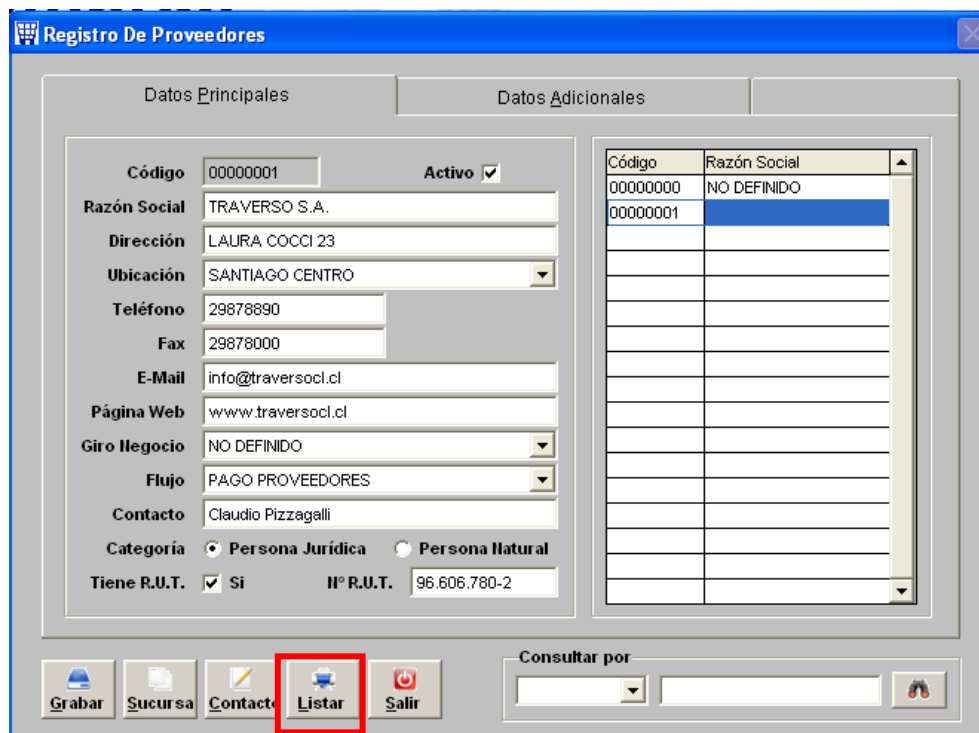 Registro De Proveedores
Datos Principales
Datos Adicionales
Código 00000001 Activo
Razón Social TRAVERSO S.A.
Dirección LAURA COCCI 23
Ubicación SANTIAGO CENTRO
Teléfono 29878890
Fax 29878000
E-Mail info@traversocl.cl
Página Web www.traversocl.cl
Giro Negocio NO DEFINIDO
Flujo PAGO PROVEEDORES
Contacto Claudio Pizzagalli
Categoría Persona Jurídica Persona Natural
Tiene R.U.T. Si Nº R.U.T. 96.606.780-2
Código Razón Social
00000000 NO DEFINIDO
00000001
Grabar Sucursa Contacto Listar Salir
Consultar por